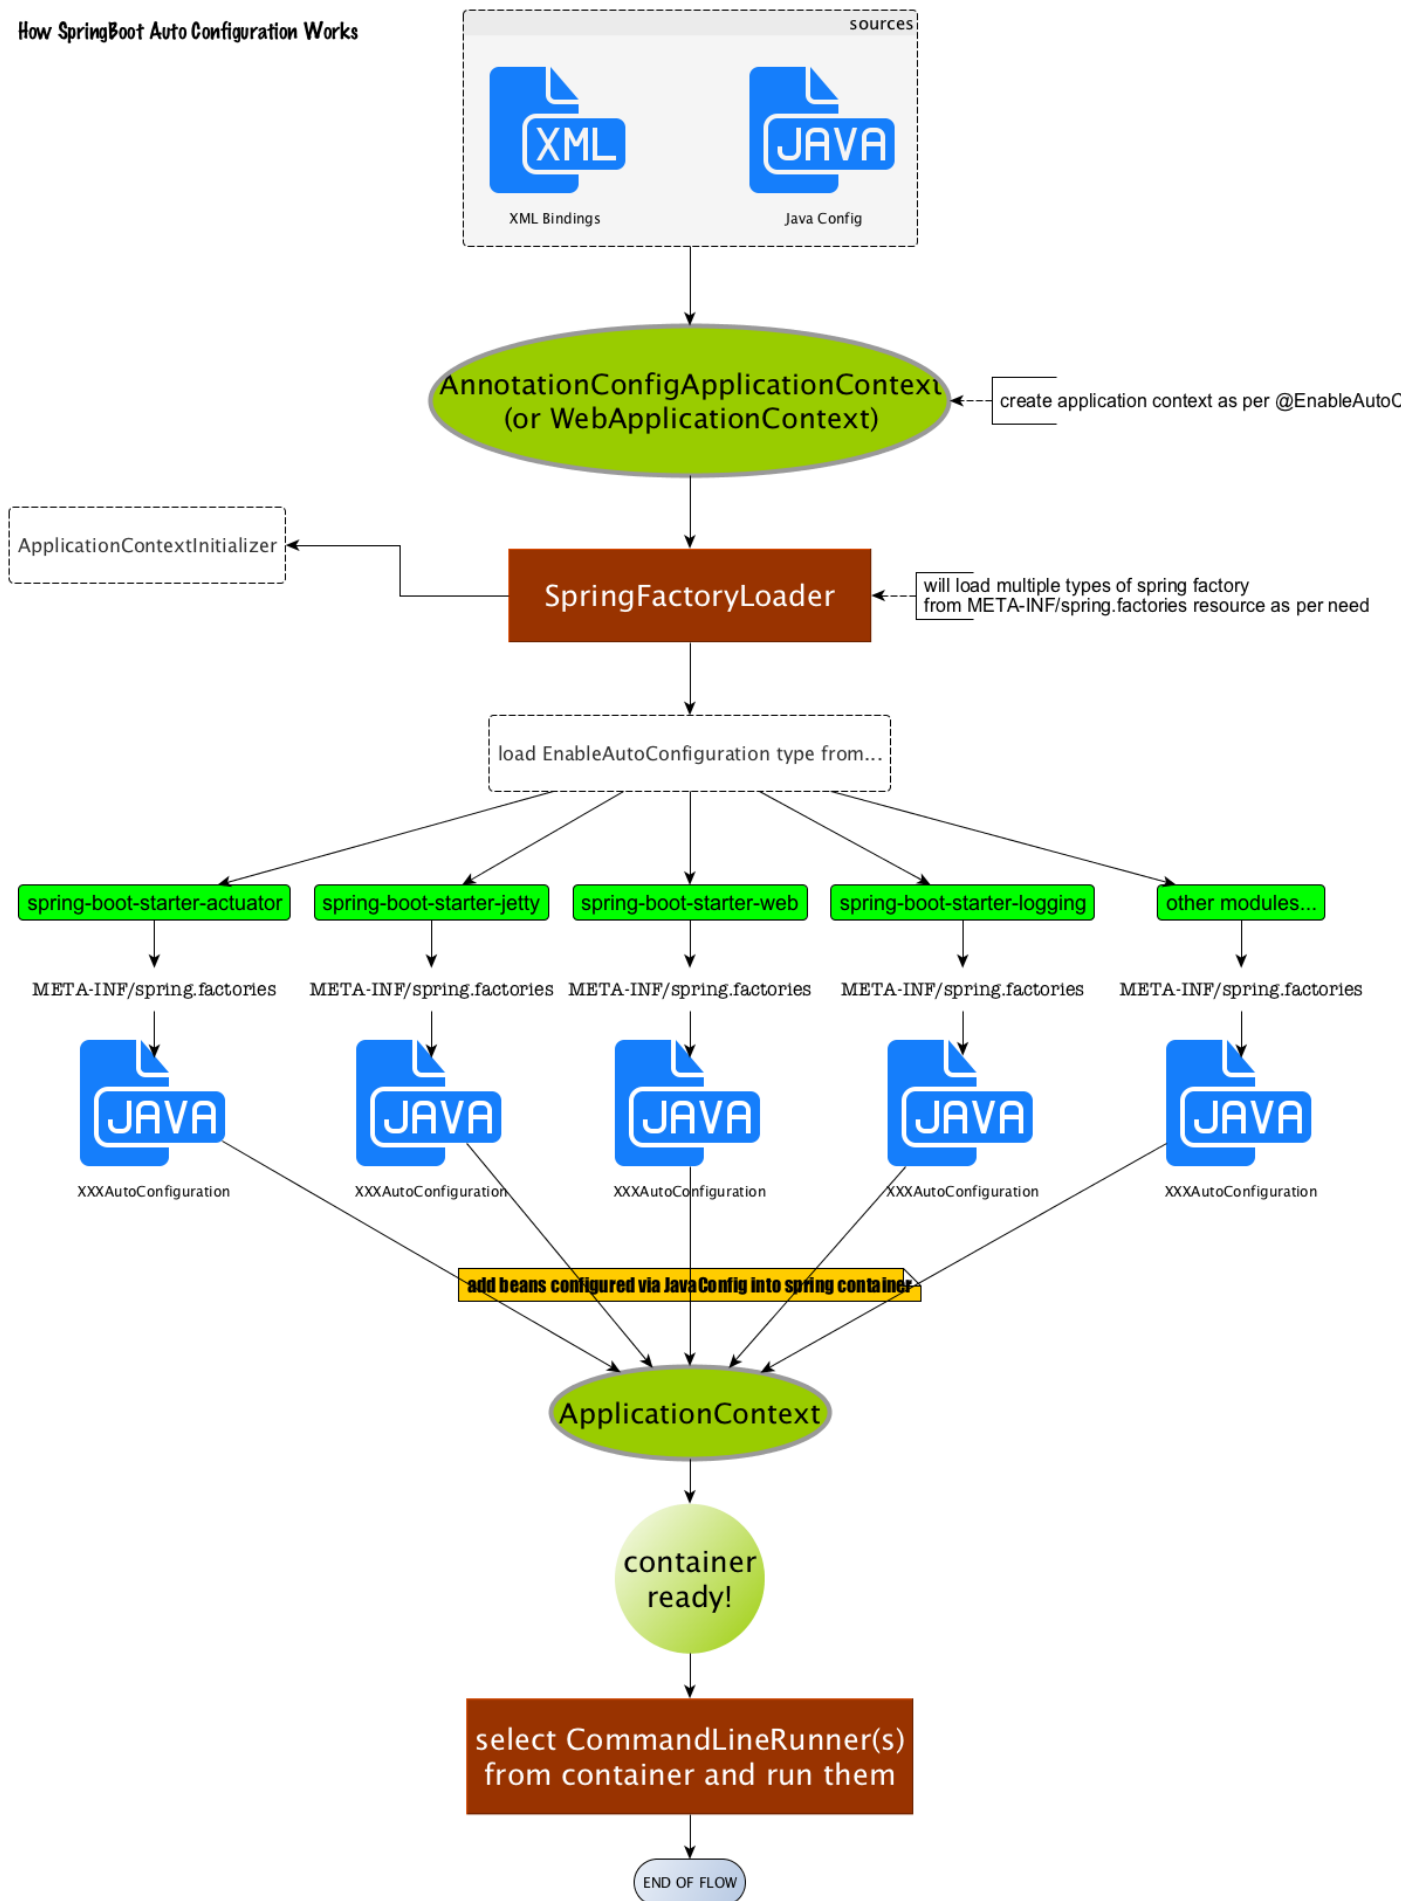 How SpringBoot Auto Configuration Works
sources
XML
JAVA
XML Bindings
Java Config
AnnotationConfigApplicationContext
(or WebApplicationContext)
create application context as per @EnableAutoC
ApplicationContextInitializer
SpringFactoryLoader
will load multiple types of spring factory
from META-INF/spring.factories resource as per need
load EnableAutoConfiguration type from...
spring-boot-starter-actuator
spring-boot-starter-jetty
spring-boot-starter-web
spring-boot-starter-logging
other modules...
META-INF/spring.factories
META-INF/spring.factories
META-INF/spring.factories
META-INF/spring.factories
META-INF/spring.factories
JAVA
JAVA
JAVA
JAVA
JAVA
XXXAutoConfiguration
XXXAutoConfiguration
XXXAutoConfiguration
XXXAutoConfiguration
XXXAutoConfiguration
add beans configured via JavaConfig into spring container
ApplicationContext
container
ready!
select CommandLineRunner(s)
from container and run them
END OF FLOW